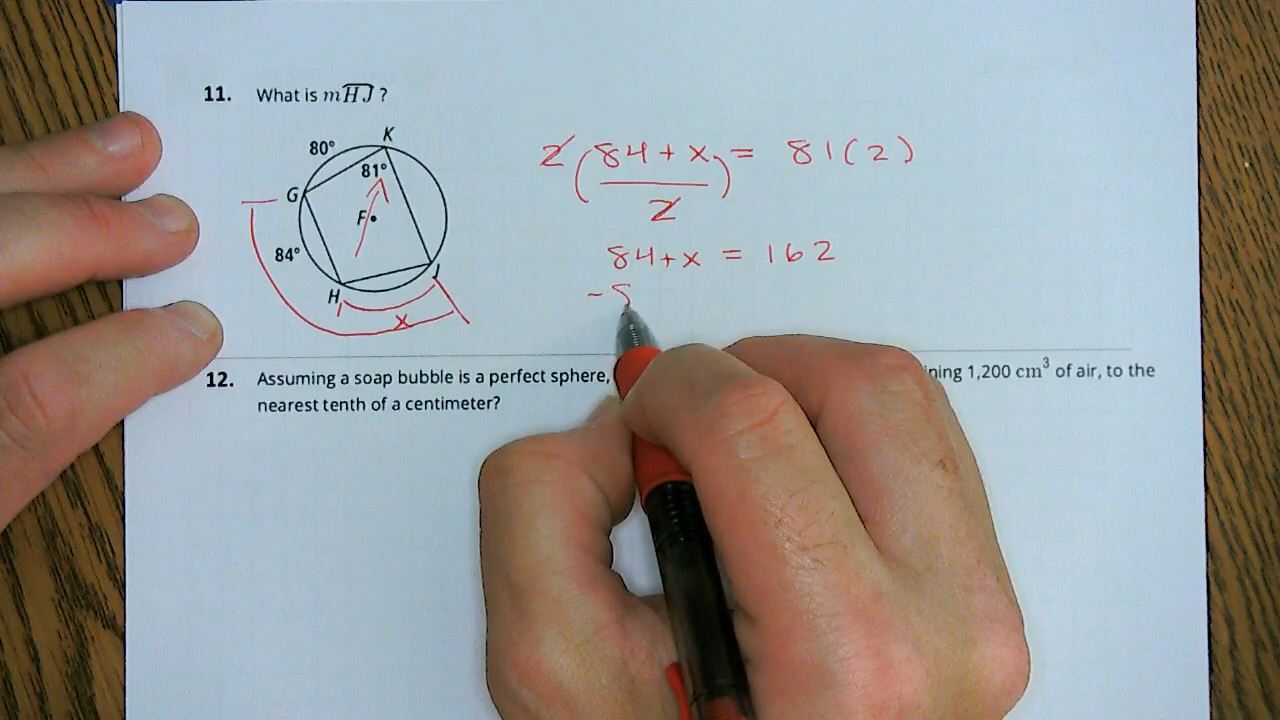 11. What is mHJ ?
80°
K
81°
G
F
84°
H
J
x
2(84 + x / 2) = 81(2)
84 + x = 162
-
12. Assuming a soap bubble is a perfect sphere, ining 1,200 cm³ of air, to the
nearest tenth of a centimeter?